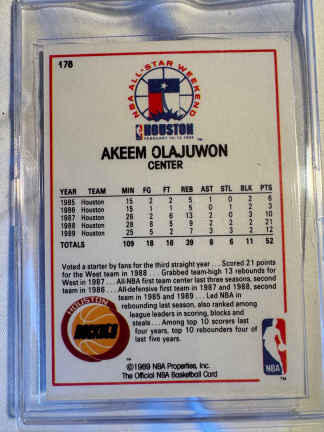 178
NBA ALL-STAR WEEKEND
HOUSTON
FEBRUARY 10-12 1989
AKEEM OLAJUWON
CENTER
YEAR TEAM MIN FG FT REB AST STL BLK PTS
1985 Houston 15 2 2 5 1 0 2 6
1986 Houston 15 1 1 5 0 1 2 3
1987 Houston 26 2 6 13 2 0 3 10
1988 Houston 28 8 5 9 2 2 2 21
1989 Houston 25 5 2 7 3 3 2 12
TOTALS 109 18 16 39 8 6 11 52
Voted a starter by fans for the third straight year . . . Scored 21
points for the West team in 1988 . . . Grabbed team-high 13 rebounds for
West in 1987 . . . All-NBA first team center last three seasons, second
team in 1986 . . . All-defensive first team in 1987 and 1988, second
team in 1985 and 1989 . . . Led NBA in
rebounding last season, also ranked among
league leaders in scoring, blocks and
steals . . . Among top 10 scorers last
four years, top 10 rebounders four of
last five years.
HOUSTON
ROCKETS
NBA
TM
©1989 NBA Properties, Inc.
The Official NBA Basketball Card